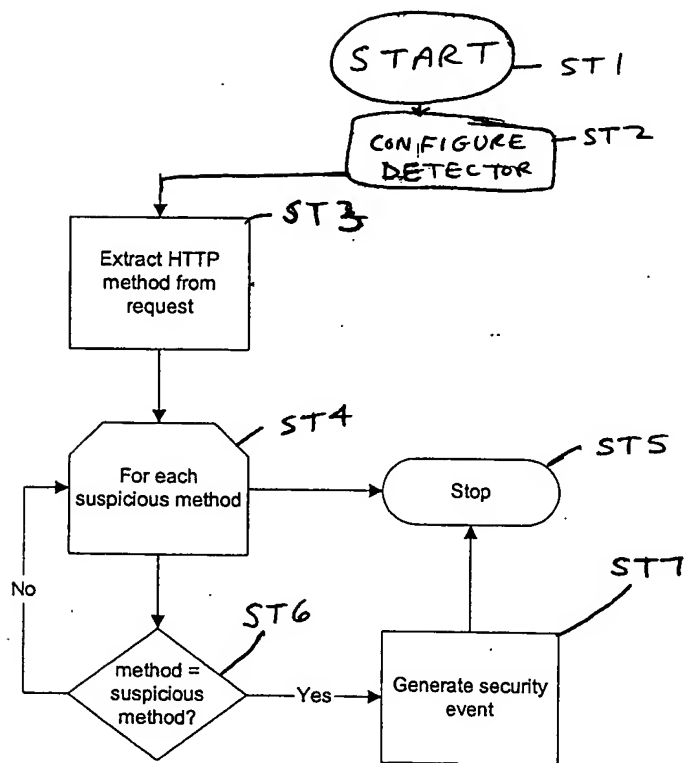 START
ST1
CONFIGURE
DETECTOR
ST2
ST3
Extract HTTP
method from
request
ST4
For each
suspicious method
ST5
Stop
No
ST6
method =
suspicious
method?
Yes
ST7
Generate security
event